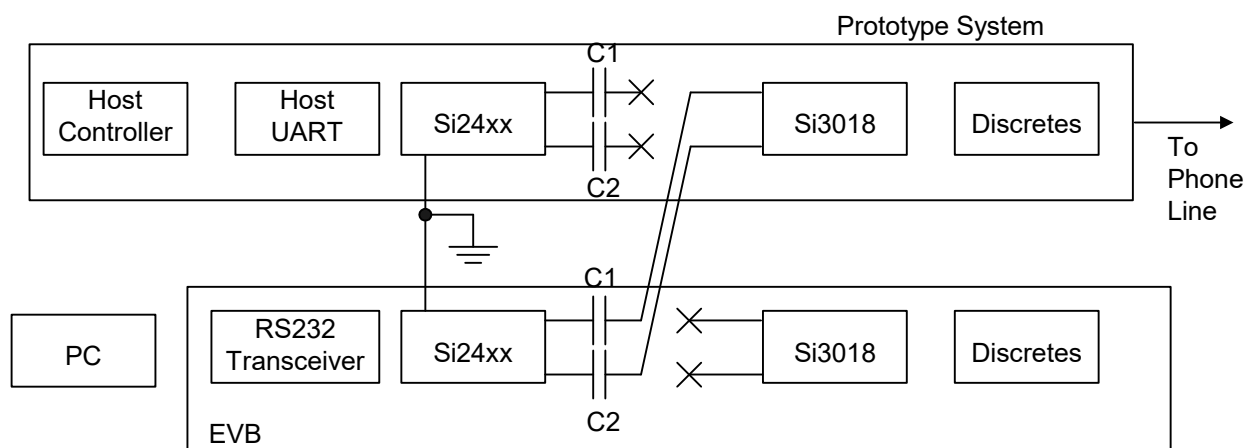 Prototype System
C1
Host
Controller
Host
UART
Si24xx
Si3018
Discretes
C2
To
Phone
Line
C1
PC
RS232
Transceiver
Si24xx
Si3018
Discretes
C2
EVB